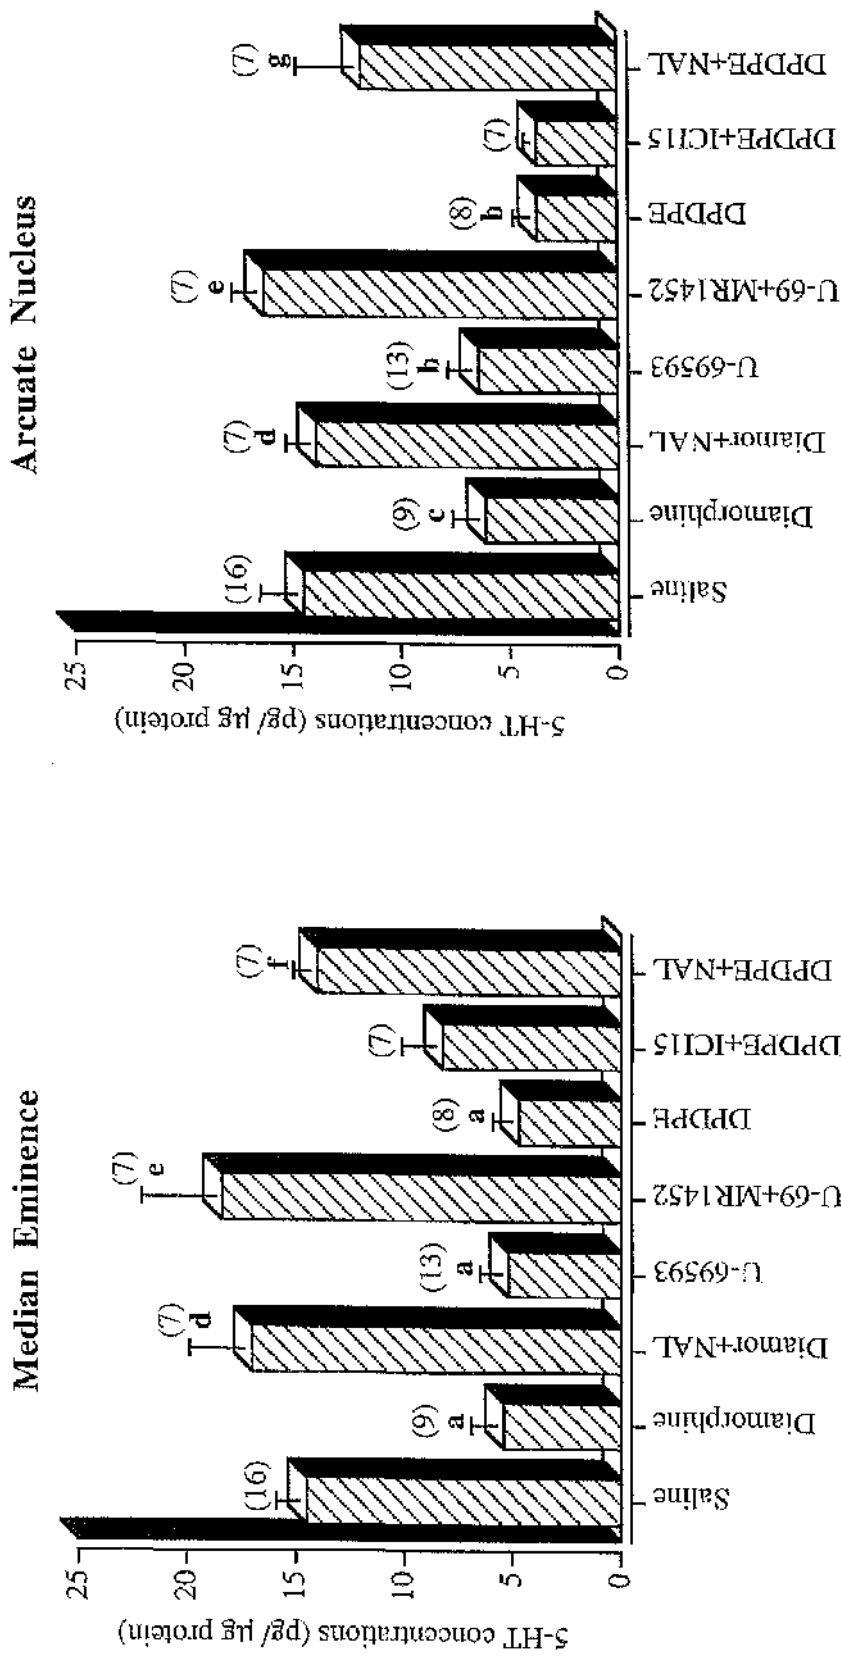 Median Eminence
5-HT concentrations (pg/ µg protein)
25
20
15
10
5
0
(16)
(9)
a
(7)
d
(13)
a
(7)
e
(8)
a
(7)
(7)
f
Saline
Diamorphine
Diamor+NAL
U-69593
U-69+MR1452
DPDPE
DPDPE+ICI15
DPDPE+NAL
Arcuate Nucleus
5-HT concentrations (pg/ µg protein)
25
20
15
10
5
0
(16)
(9)
c
(7)
d
(13)
b
(7)
e
(8)
b
(7)
(7)
g
Saline
Diamorphine
Diamor+NAL
U-69593
U-69+MR1452
DPDPE
DPDPE+ICI15
DPDPE+NAL